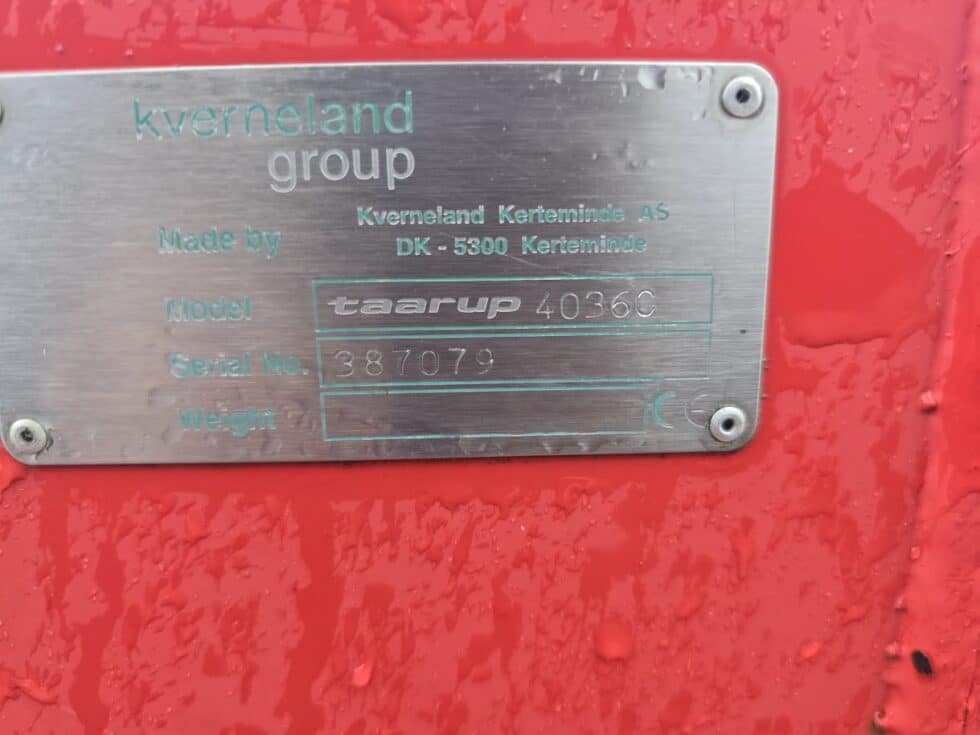 kverneland
group
Made by Kverneland Kerteminde AS
DK - 5300 Kerteminde
Model taarup 4036C
Serial No. 387079
Weight CE